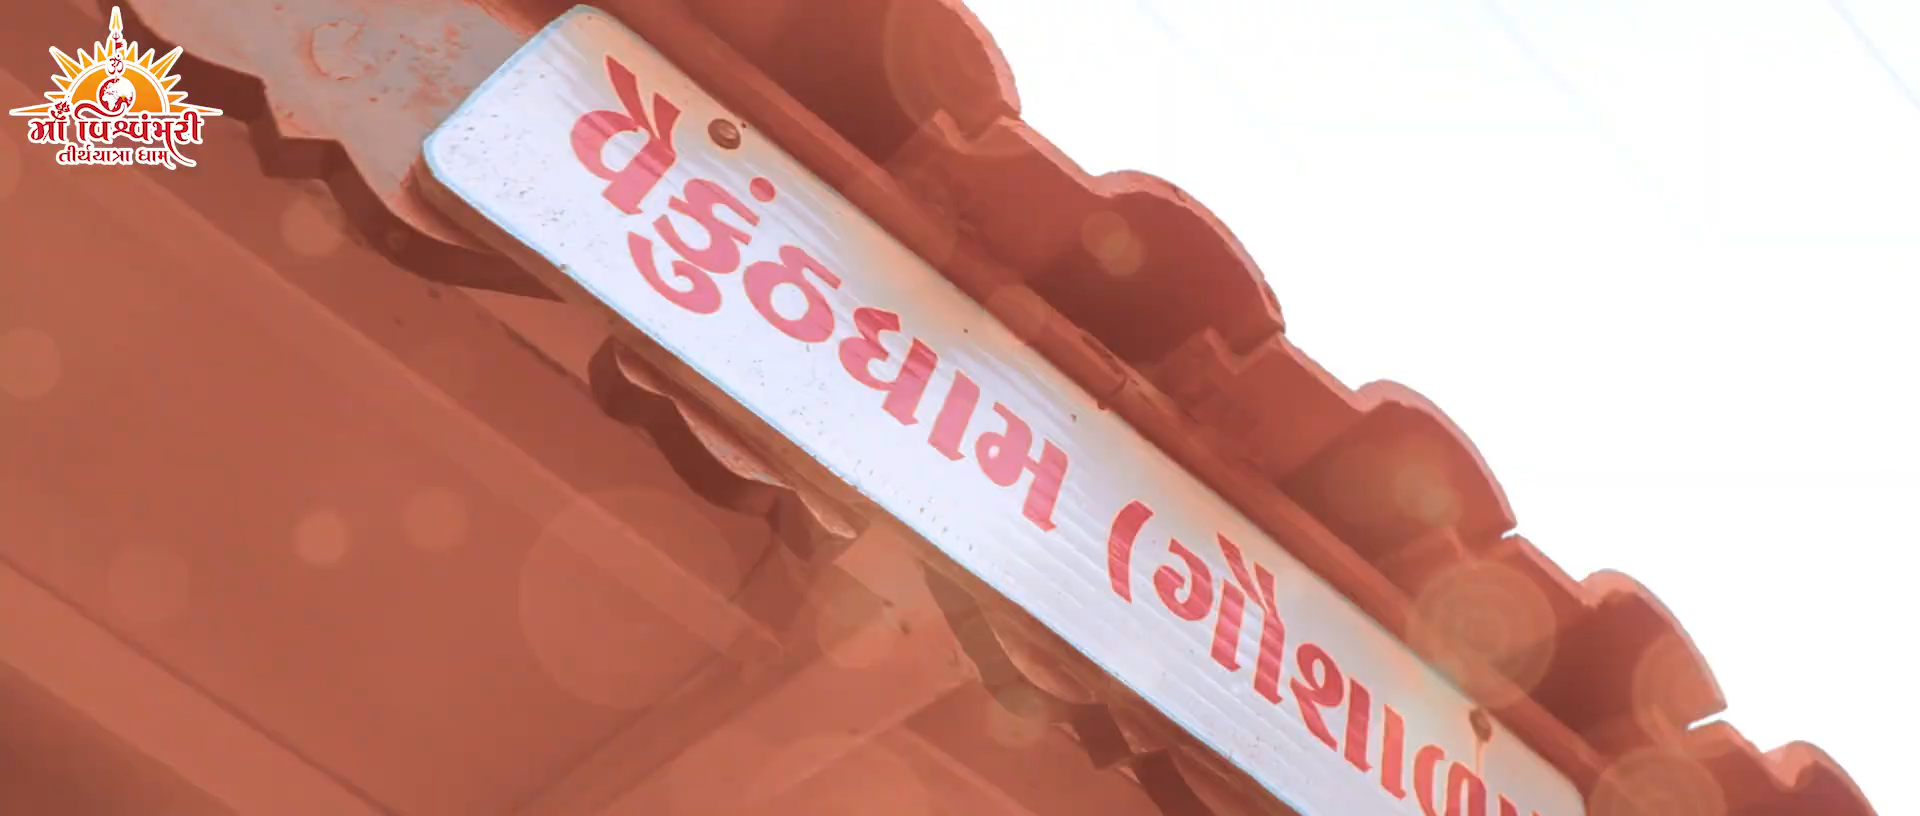 માઁ વિશ્વંભરી
તીર્થયાત્રા ધામ
વૈકુંઠધામ (ગૌશાળા